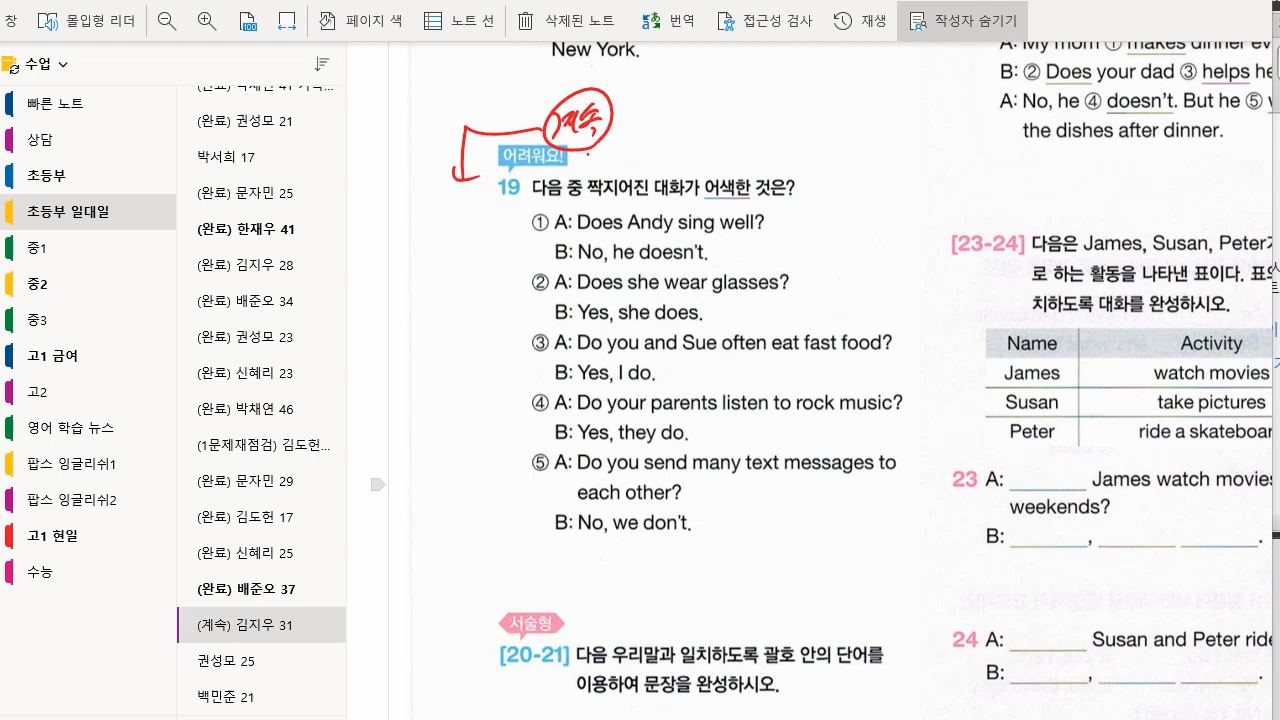 창
몰입형 리더
페이지 색
노트 선
삭제된 노트
번역
접근성 검사
재생
작성자 숨기기
수업
빠른 노트
상담
초등부
초등부 일대일
중1
중2
중3
고1 금여
고2
영어 학습 뉴스
팝스 잉글리쉬1
팝스 잉글리쉬2
고1 현일
수능
(완료) 권성모 21
박서희 17
(완료) 문자민 25
(완료) 한재우 41
(완료) 김지우 28
(완료) 배준오 34
(완료) 권성모 23
(완료) 신혜리 23
(완료) 박채연 46
(1문제재점검) 김도헌...
(완료) 문자민 29
(완료) 김도헌 17
(완료) 신혜리 25
(완료) 배준오 37
(계속) 김지우 31
권성모 25
백민준 21
New York.
계속
어려워요!
19 다음 중 짝지어진 대화가 어색한 것은?
① A: Does Andy sing well?
B: No, he doesn't.
② A: Does she wear glasses?
B: Yes, she does.
③ A: Do you and Sue often eat fast food?
B: Yes, I do.
④ A: Do your parents listen to rock music?
B: Yes, they do.
⑤ A: Do you send many text messages to
each other?
B: No, we don't.
서술형
[20-21] 다음 우리말과 일치하도록 괄호 안의 단어를
이용하여 문장을 완성하시오.
A: My mom ① makes dinner
B: ② Does your dad ③ helps
A: No, he ④ doesn't. But he ⑤
the dishes after dinner.
[23-24] 다음은 James, Susan, Peter
로 하는 활동을 나타낸 표이다.
치하도록 대화를 완성하시오.
Name Activity
James watch movies
Susan take pictures
Peter ride a
23 A: ________ James watch
weekends?
B: ________, ________ ________.
24 A: ________ Susan and Peter
B: ________, ________ ________.